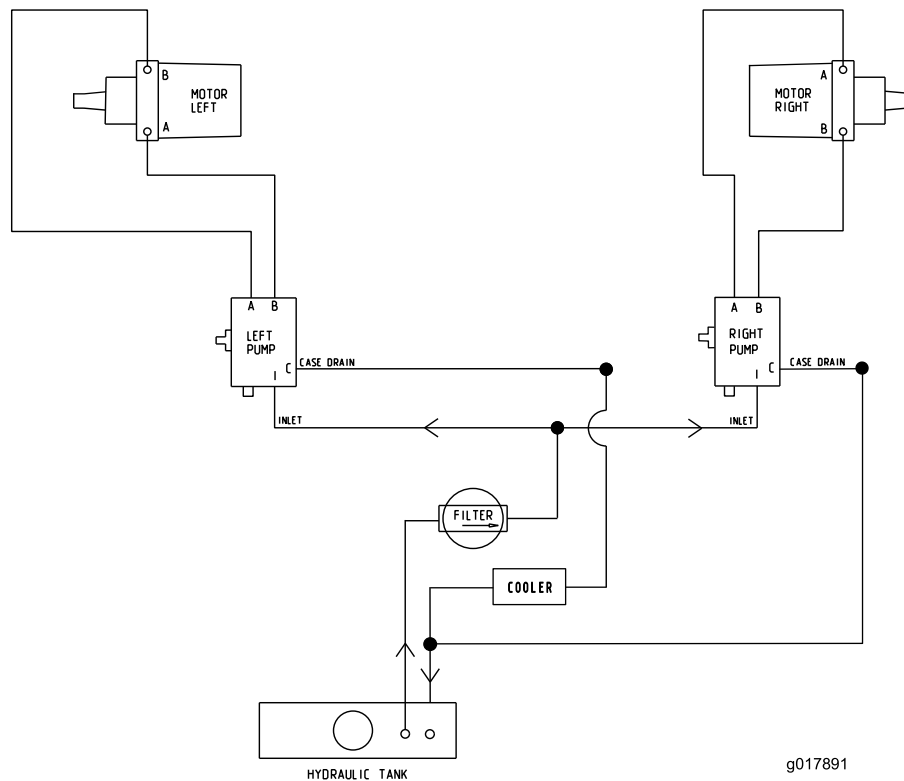 B
MOTOR
LEFT
A
A
MOTOR
RIGHT
B
A B
LEFT
PUMP
C
I
CASE DRAIN
INLET
A B
RIGHT
PUMP
C
I
CASE DRAIN
INLET
FILTER
COOLER
HYDRAULIC TANK
g017891